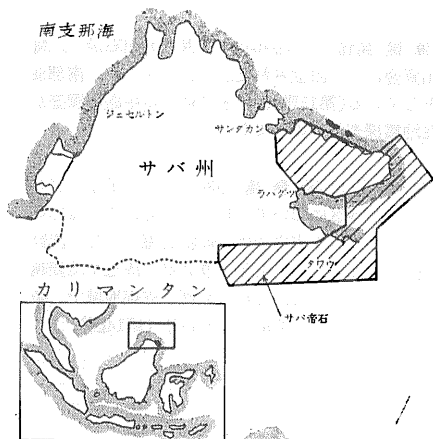 南支那海
ジェセルトン
サンダカン
サバ州
ラハダツ
タワウ
カリマンタン
サバ帝石